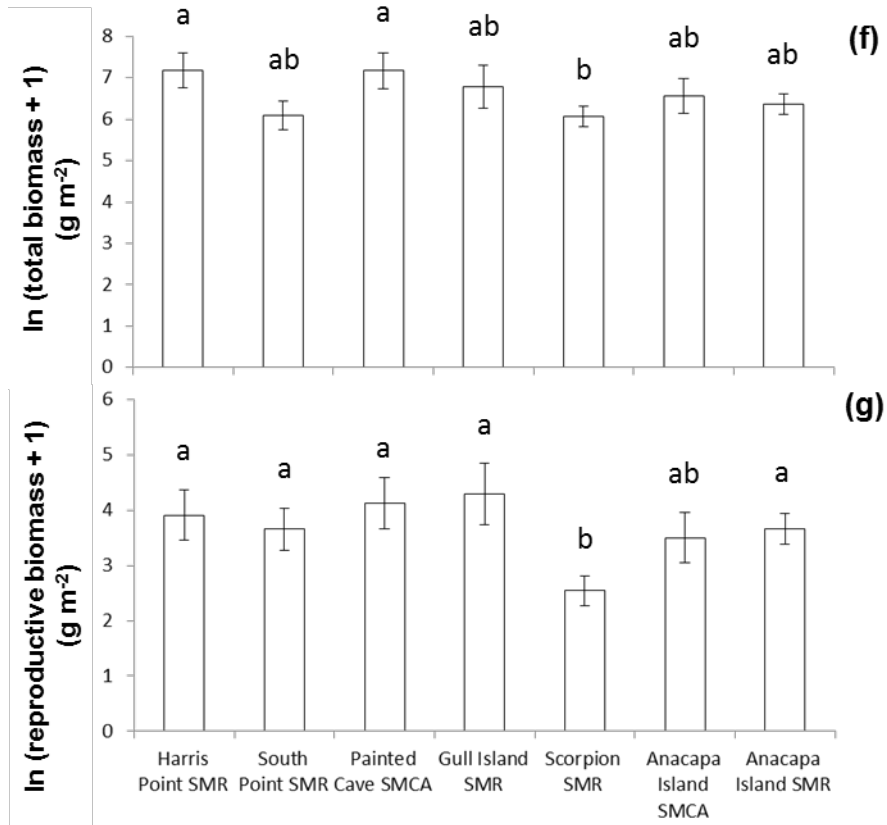 a ab a ab b ab ab
(f)
ln (total biomass + 1)
(g m-2)
8
7
6
5
4
3
2
1
0
(g)
ln (reproductive biomass + 1)
(g m-2)
6
5
4
3
2
1
0
a a a a b ab a
Harris Point SMR
South Point SMR
Painted Cave SMCA
Gull Island SMR
Scorpion SMR
Anacapa Island SMCA
Anacapa Island SMR